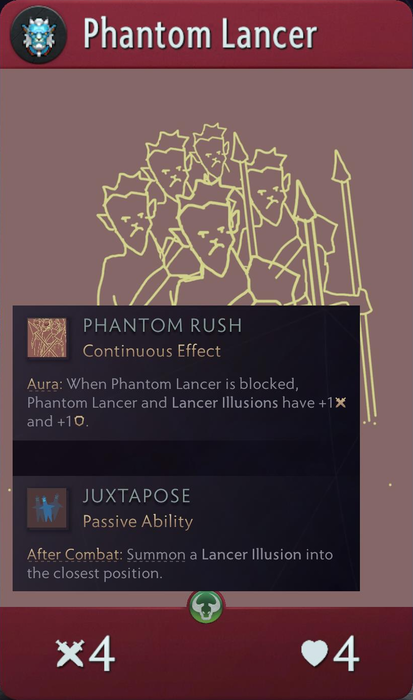 Phantom Lancer
PHANTOM RUSH
Continuous Effect
Aura: When Phantom Lancer is blocked,
Phantom Lancer and Lancer Illusions have +1
and +1.
JUXTAPOSE
Passive Ability
After Combat: Summon a Lancer Illusion into
the closest position.
4
4